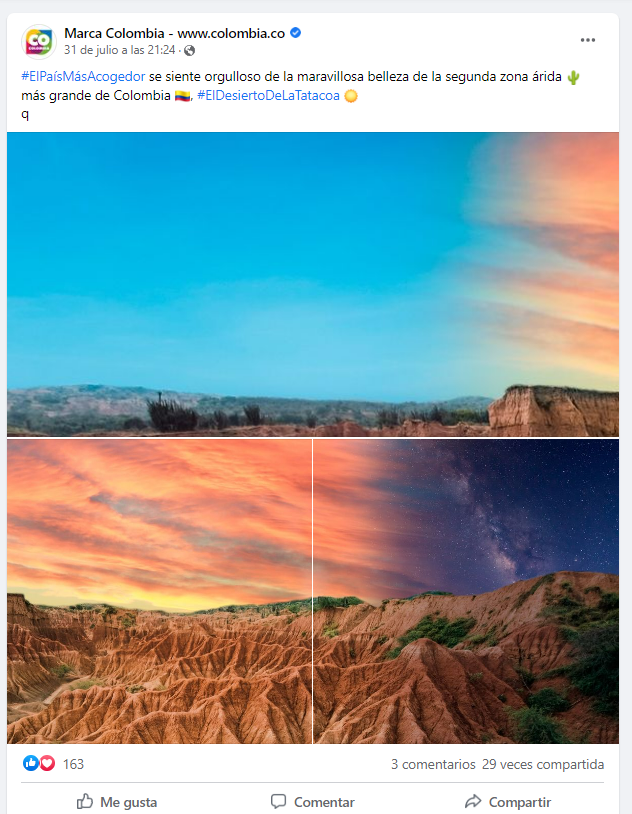 Marca Colombia - www.colombia.co
31 de julio a las 21:24 ·
#ElPaísMásAcogedor se siente orgulloso de la maravillosa belleza de la segunda zona árida 🌵
más grande de Colombia 🇨🇴, #ElDesiertoDeLaTatacoa 🌕
q
163
3 comentarios 29 veces compartida
Me gusta
Comentar
Compartir